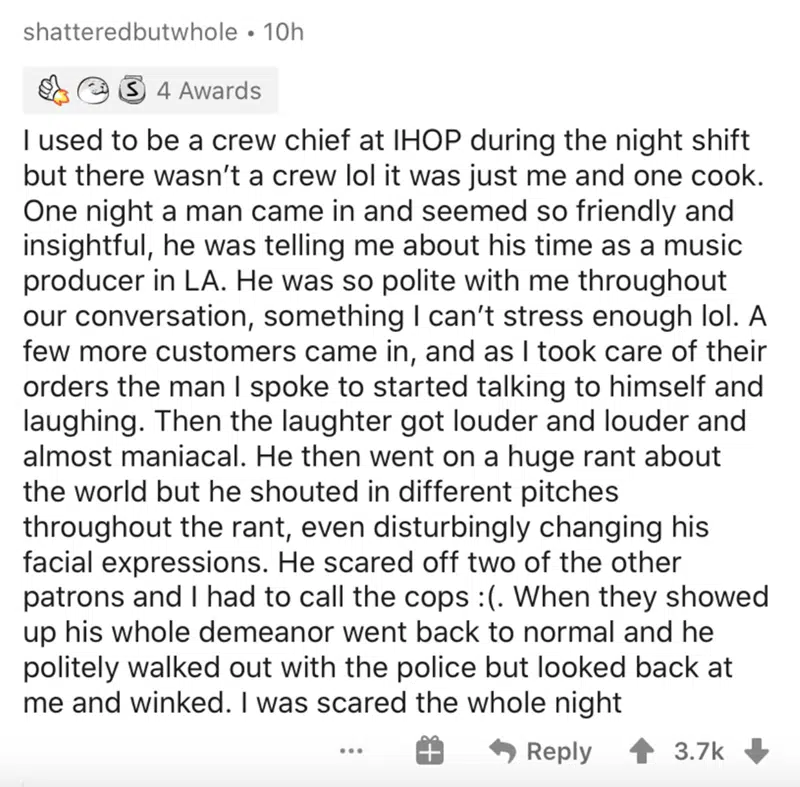 shatteredbutwhole • 10h
S 4 Awards
I used to be a crew chief at IHOP during the night shift
but there wasn't a crew lol it was just me and one cook.
One night a man came in and seemed so friendly and
insightful, he was telling me about his time as a music
producer in LA. He was so polite with me throughout
our conversation, something I can't stress enough lol. A
few more customers came in, and as I took care of their
orders the man I spoke to started talking to himself and
laughing. Then the laughter got louder and louder and
almost maniacal. He then went on a huge rant about
the world but he shouted in different pitches
throughout the rant, even disturbingly changing his
facial expressions. He scared off two of the other
patrons and I had to call the cops :(. When they showed
up his whole demeanor went back to normal and he
politely walked out with the police but looked back at
me and winked. I was scared the whole night
... Reply 3.7k